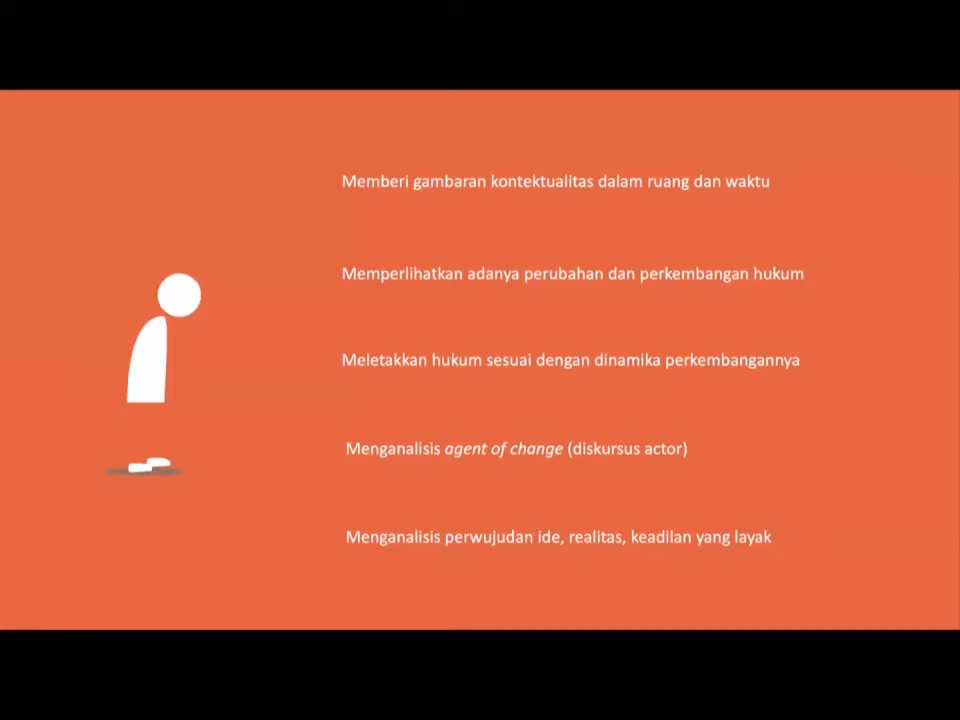 Memberi gambaran kontektualitas dalam ruang dan waktu
Memperlihatkan adanya perubahan dan perkembangan hukum
Meletakkan hukum sesuai dengan dinamika perkembangannya
Menganalisis agent of change (diskursus actor)
Menganalisis perwujudan ide, realitas, keadilan yang layak